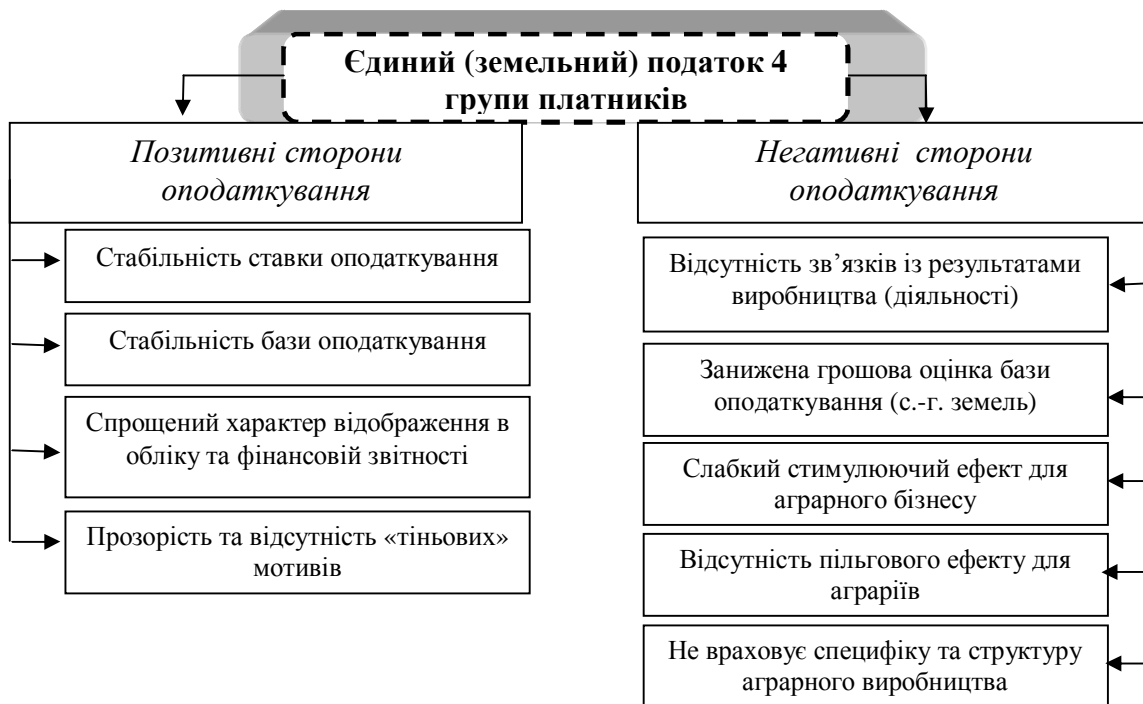 Єдиний (земельний) податок 4
групи платників
Позитивні сторони
оподаткування
Стабільність ставки оподаткування
Стабільність бази оподаткування
Спрощений характер відображення в
обліку та фінансовій звітності
Прозорість та відсутність «тіньових»
мотивів
Негативні сторони
оподаткування
Відсутність зв’язків із результатами
виробництва (діяльності)
Занижена грошова оцінка бази
оподаткування (с.-г. земель)
Слабкий стимулюючий ефект для
аграрного бізнесу
Відсутність пільгового ефекту для
аграріїв
Не враховує специфіку та структуру
аграрного виробництва